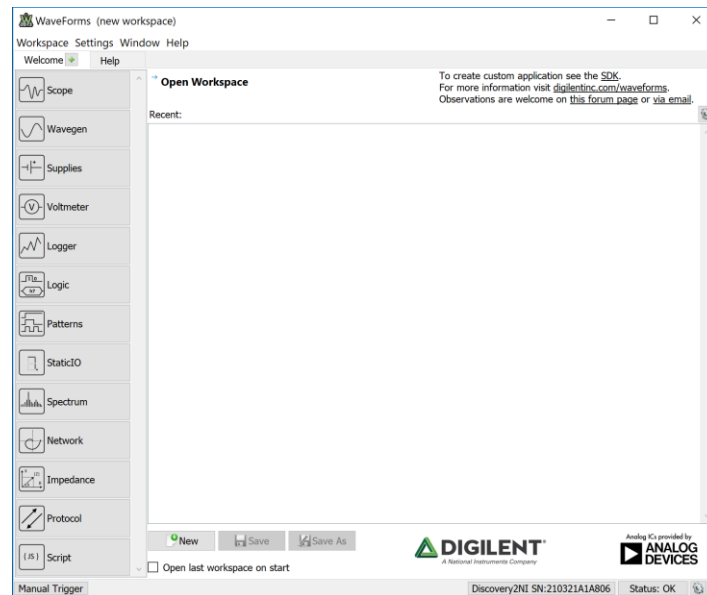 WaveForms (new workspace)
Workspace Settings Window Help
Welcome Help
Scope
Wavegen
Supplies
Voltmeter
Logger
Logic
Patterns
StaticIO
Spectrum
Network
Impedance
Protocol
{JS} Script
Open Workspace
To create custom application see the SDK.
For more information visit digilentinc.com/waveforms.
Observations are welcome on this forum page or via email.
Recent:
New Save Save As
Open last workspace on start
DIGILENT
A National Instruments Company
Analog ICs provided by
ANALOG
DEVICES
Manual Trigger
Discovery2NI SN:210321A1A806 Status: OK